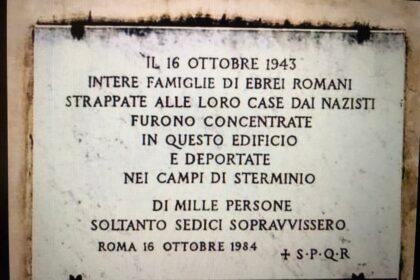 IL 16 OTTOBRE 1943
INTERE FAMIGLIE DI EBREI ROMANI
STRAPPATE ALLE LORO CASE DAI NAZISTI
FURONO CONCENTRATE
IN QUESTO EDIFICIO
E DEPORTATE
NEI CAMPI DI STERMINIO
DI MILLE PERSONE
SOLTANTO SEDICI SOPRAVVISSERO
ROMA 16 OTTOBRE 1984 ✝ S·P·Q·R